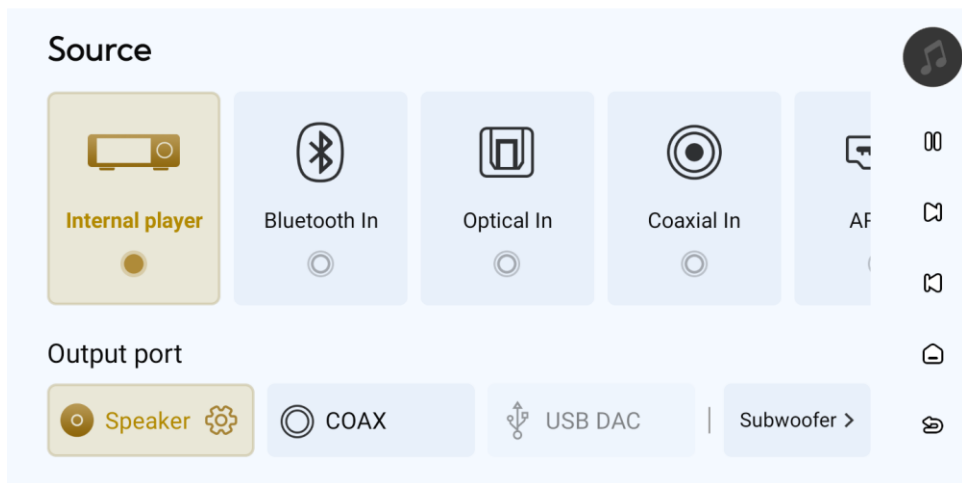 Source
Internal player
Bluetooth In
Optical In
Coaxial In
Output port
Speaker
COAX
USB DAC
Subwoofer